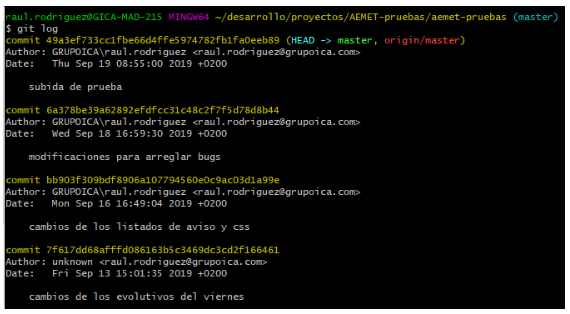 raul.rodriguez@GICA-MAD-215 MINGW64 ~/desarrollo/proyectos/AEMET-pruebas/aemet-pruebas (master)
$ git log
commit 49a3ef733cc1fbe66d4ffe5974782fb1fa0eeb89 (HEAD -> master, origin/master)
Author: GRUPOICA\raul.rodriguez <raul.rodriguez@grupoica.com>
Date:   Thu Sep 19 08:55:00 2019 +0200
    subida de prueba
commit 6a378be39a62892efdfcc31c48c2f7f5d78d8b44
Author: GRUPOICA\raul.rodriguez <raul.rodriguez@grupoica.com>
Date:   Wed Sep 18 16:59:30 2019 +0200
    modificaciones para arreglar bugs
commit bb903f309bdf8906a107794560e0c9ac03d1a99e
Author: GRUPOICA\raul.rodriguez <raul.rodriguez@grupoica.com>
Date:   Mon Sep 16 16:49:04 2019 +0200
    cambios de los listados de aviso y css
commit 7f617dd68afffd086163b5c3469dc3cd2f166461
Author: unknown <raul.rodriguez@grupoica.com>
Date:   Fri Sep 13 15:01:35 2019 +0200
    cambios de los evolutivos del viernes